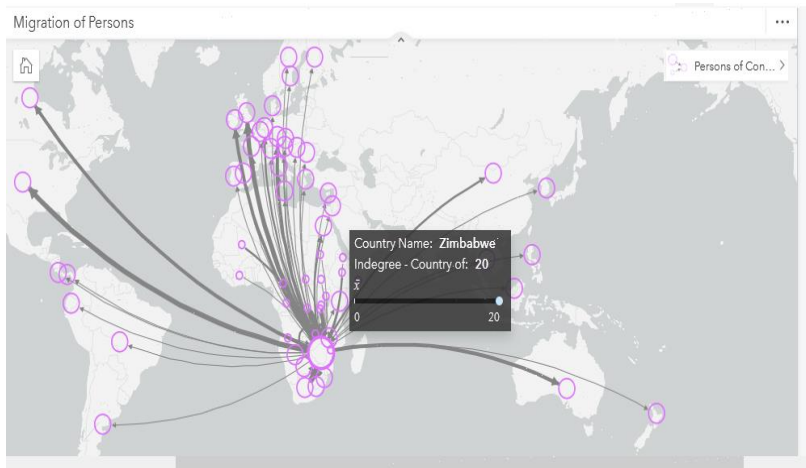 Migration of Persons
Persons of Con...
Country Name: Zimbabwe
Indegree - Country of: 20
x̄
0 20